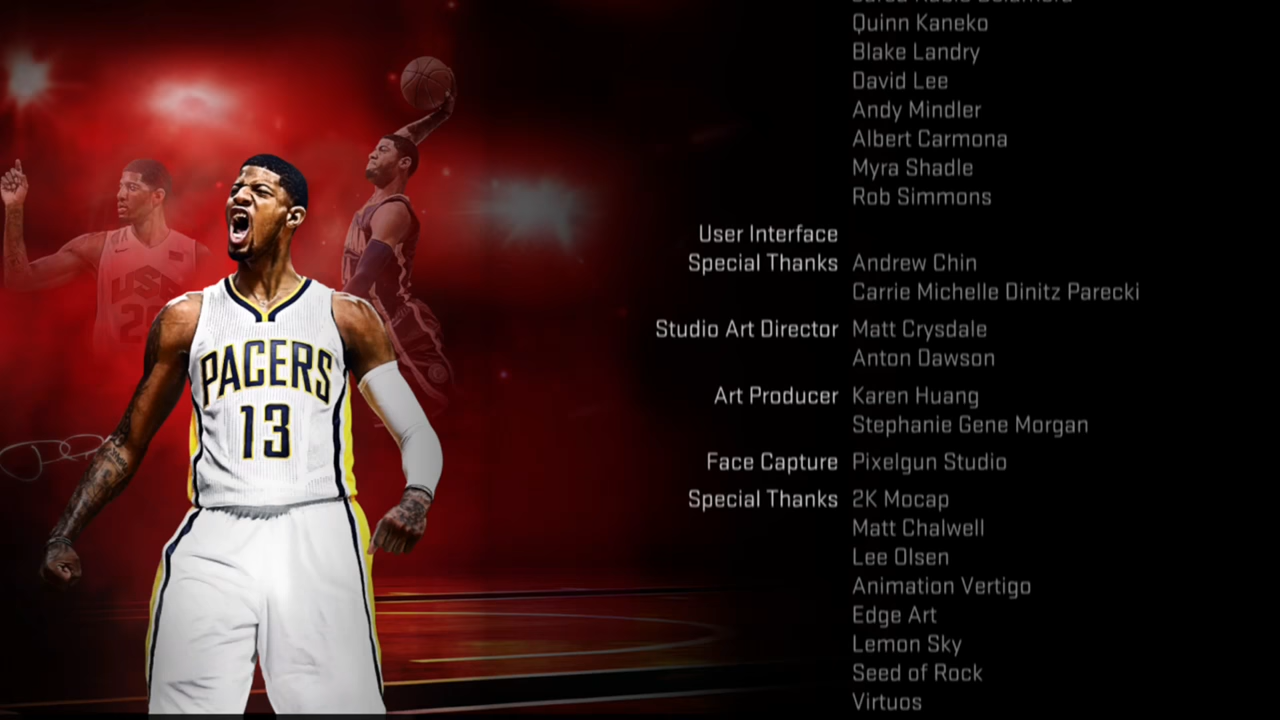 Quinn Kaneko
Blake Landry
David Lee
Andy Mindler
Albert Carmona
Myra Shadle
Rob Simmons
User Interface
Special Thanks Andrew Chin
Carrie Michelle Dinitz Parecki
Studio Art Director Matt Crysdale
Anton Dawson
Art Producer Karen Huang
Stephanie Gene Morgan
Face Capture Pixelgun Studio
Special Thanks 2K Mocap
Matt Chalwell
Lee Olsen
Animation Vertigo
Edge Art
Lemon Sky
Seed of Rock
Virtuos
USA
PACERS
13